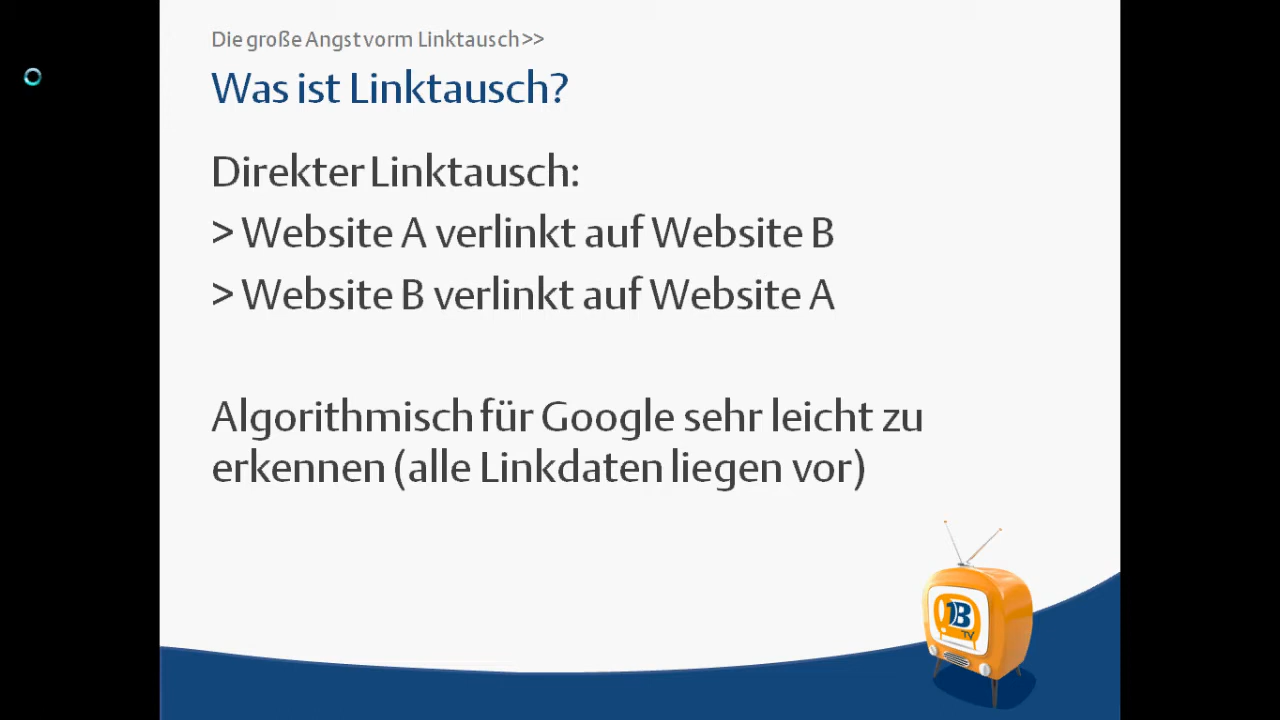 Die große Angst vorm Linktausch>>
Was ist Linktausch?
Direkter Linktausch:
> Website A verlinkt auf Website B
> Website B verlinkt auf Website A
Algorithmisch für Google sehr leicht zu
erkennen (alle Linkdaten liegen vor)
B
TV